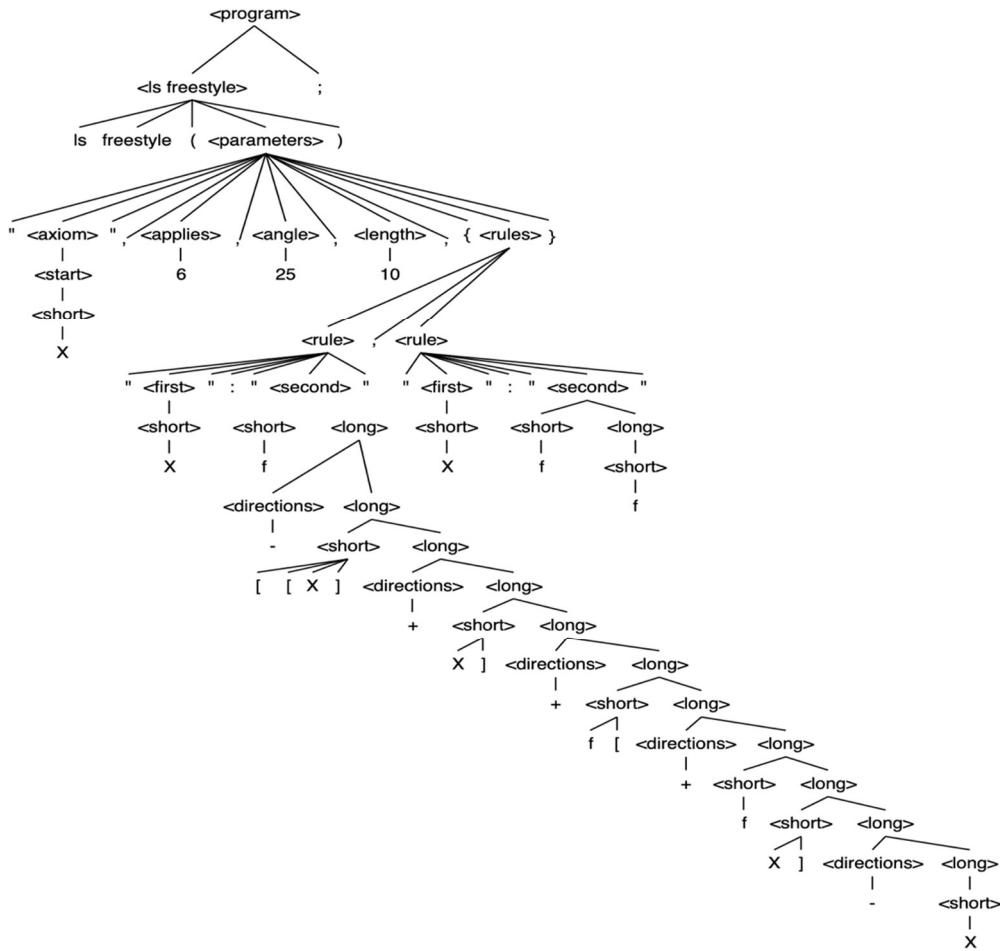 <program>
<ls freestyle> ;
ls freestyle ( <parameters> )
" <axiom> ", <applies> , <angle> , <length> , { <rules> }
<start> 6 25 10
<short>
<rule> , <rule>
X
" <first> " : " <second> " " <first> " : " <second> "
<short> <short> <long> <short> <short> <long>
X f X f <short>
f
<directions> <long>
- <short> <long>
[ [ X ] <directions> <long>
+ <short> <long>
X ] <directions> <long>
+ <short> <long>
f [ <directions> <long>
+ <short> <long>
f <short> <long>
X ] <directions> <long>
- <short>
X